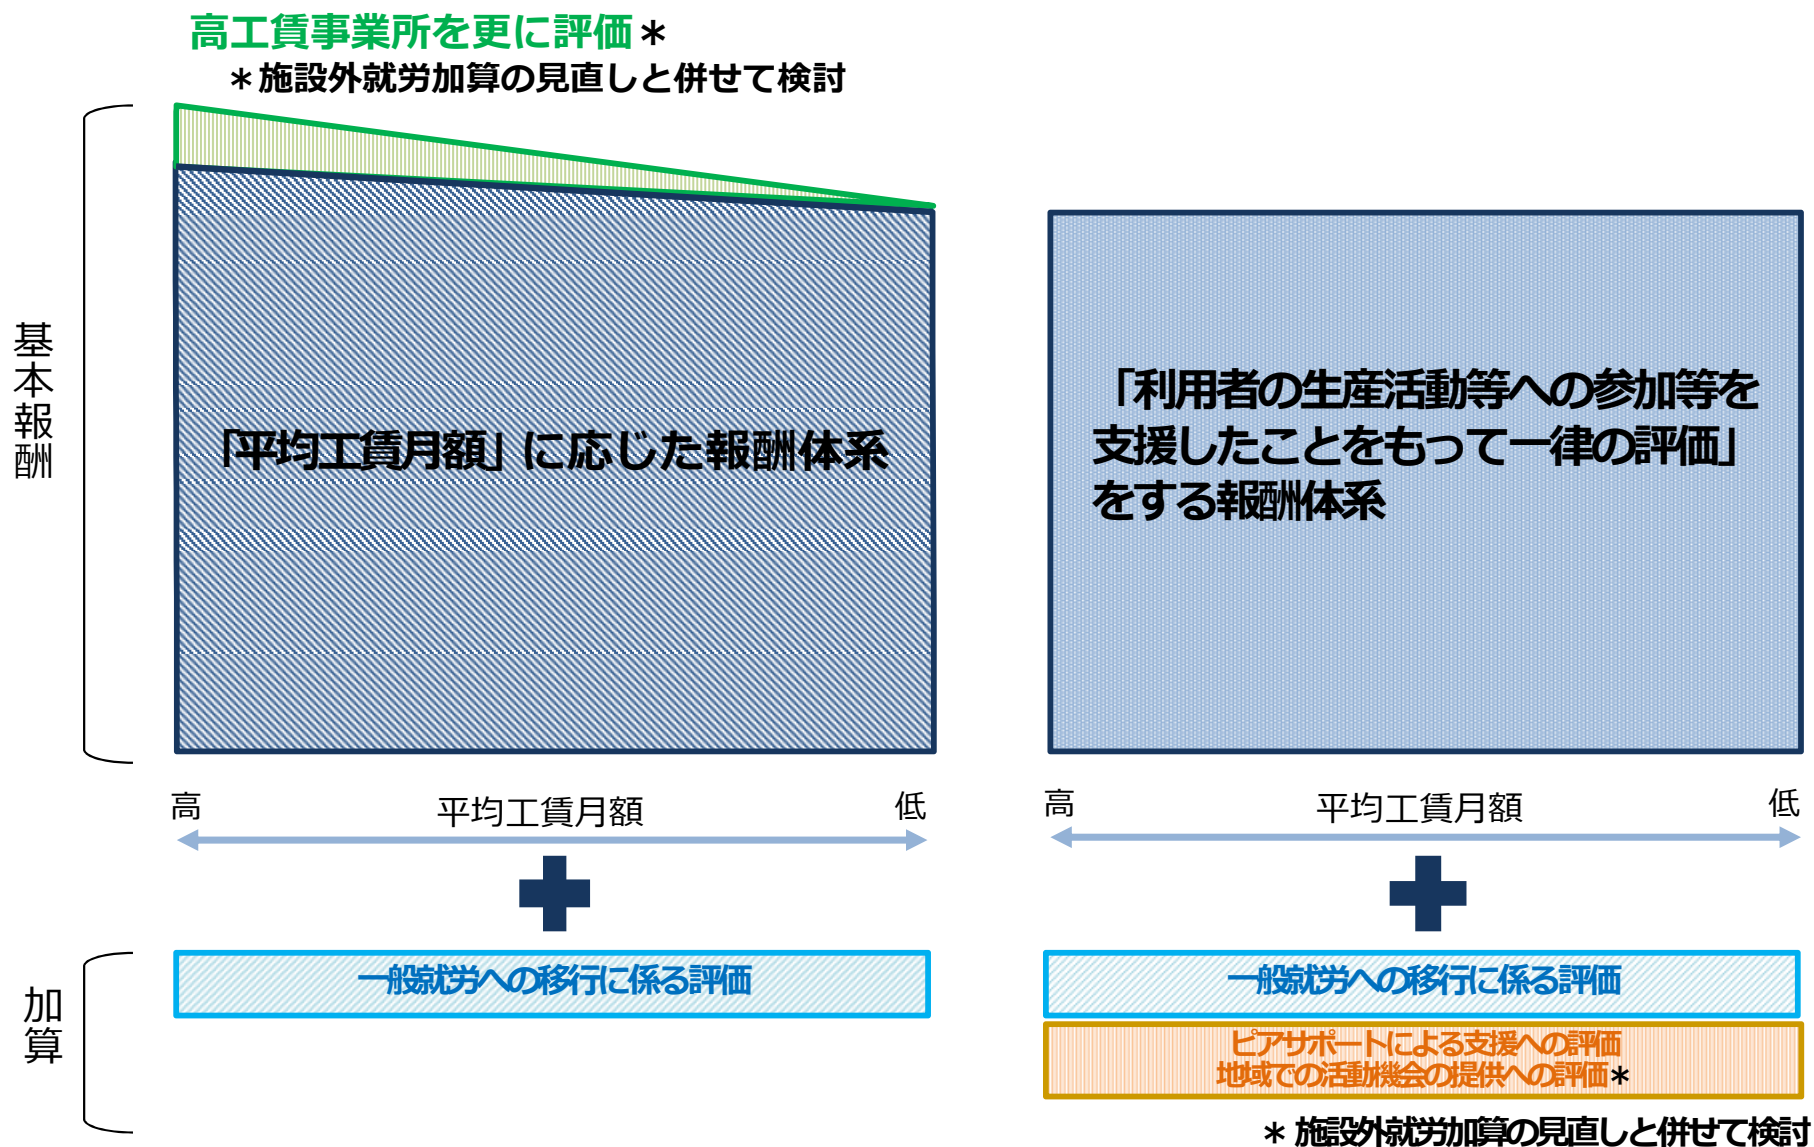 高工賃事業所を更に評価＊
＊施設外就労加算の見直しと併せて検討
基本報酬
「平均工賃月額」に応じた報酬体系
「利用者の生産活動等への参加等を
支援したことをもって一律の評価」
をする報酬体系
高 平均工賃月額 低
高 平均工賃月額 低
加算
一般就労への移行に係る評価
一般就労への移行に係る評価
ピアサポートによる支援への評価
地域での活動機会の提供への評価＊
＊ 施設外就労加算の見直しと併せて検討